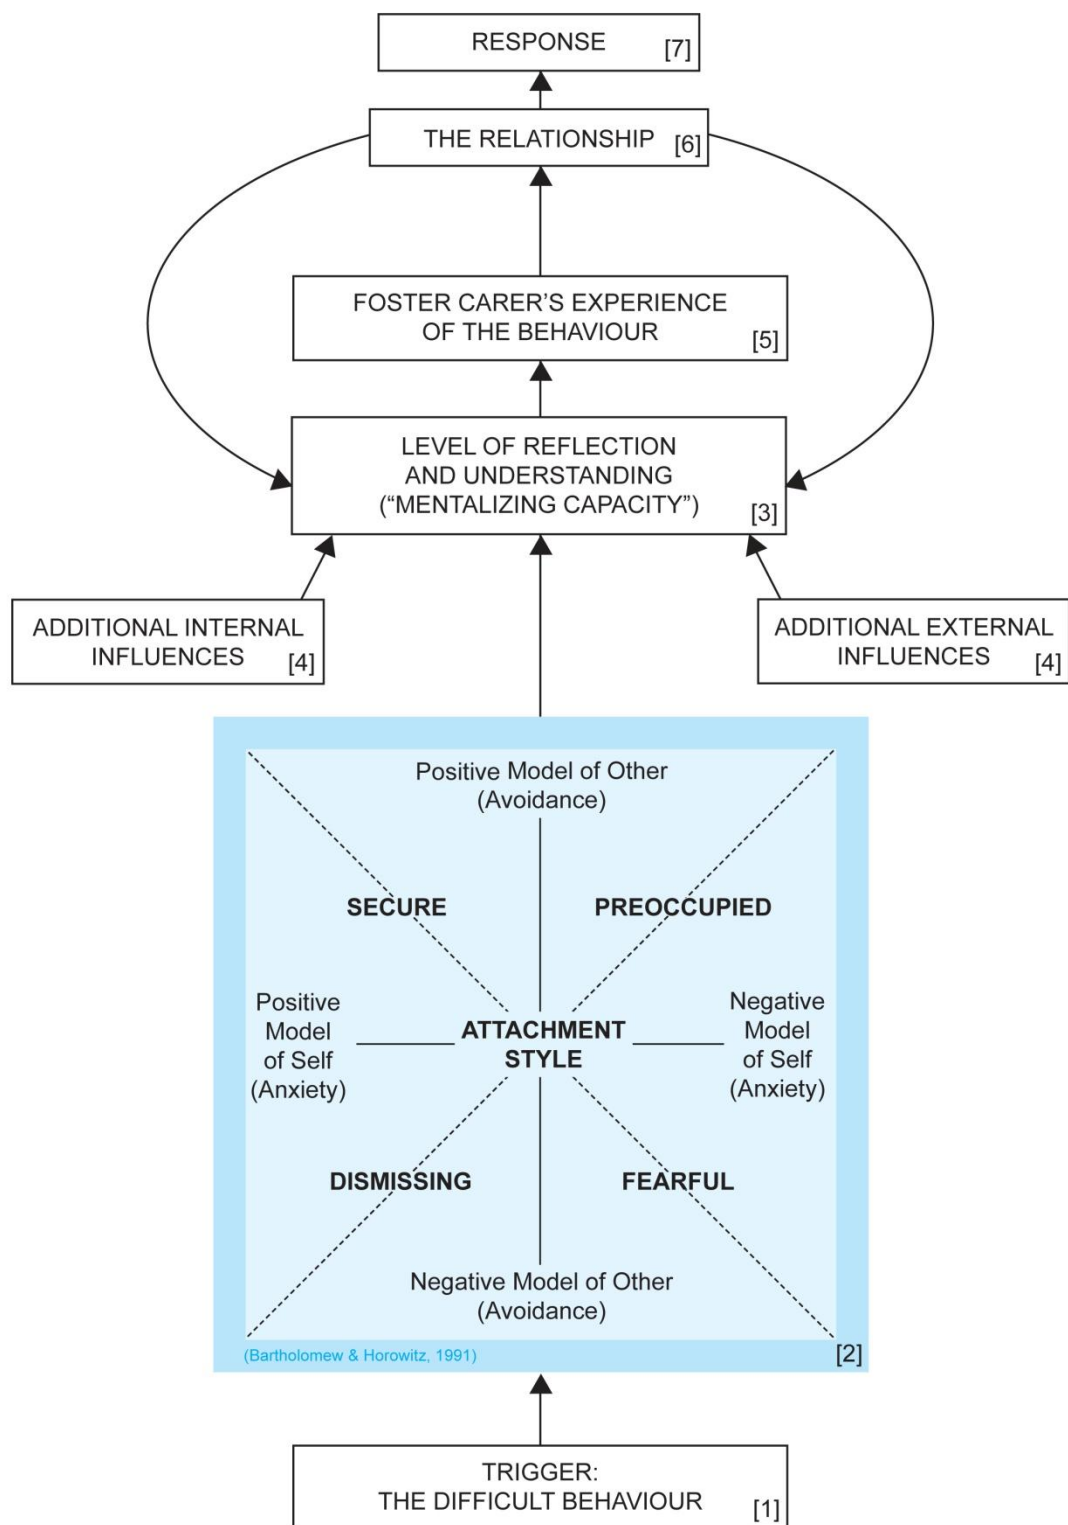 RESPONSE
[7]
THE RELATIONSHIP
[6]
FOSTER CARER’S EXPERIENCE
OF THE BEHAVIOUR
[5]
LEVEL OF REFLECTION
AND UNDERSTANDING
(“MENTALIZING CAPACITY”)
[3]
ADDITIONAL INTERNAL
INFLUENCES
[4]
ADDITIONAL EXTERNAL
INFLUENCES
[4]
Positive Model of Other
(Avoidance)
SECURE
PREOCCUPIED
Positive
Model
of Self
(Anxiety)
ATTACHMENT
STYLE
Negative
Model
of Self
(Anxiety)
DISMISSING
FEARFUL
Negative Model of Other
(Avoidance)
(Bartholomew & Horowitz, 1991)
[2]
TRIGGER:
THE DIFFICULT BEHAVIOUR
[1]